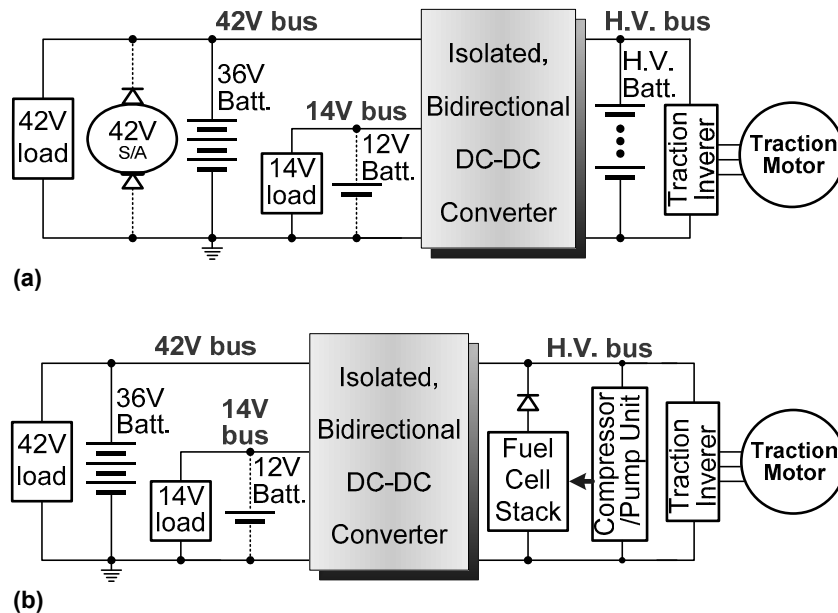 42V bus
H.V. bus
36V
Batt.
14V bus
12V
Batt.
42V
load
42V
S/A
14V
load
Isolated,
Bidirectional
DC-DC
Converter
H.V.
Batt.
Traction
Inverer
Traction
Motor
(a)
42V bus
H.V. bus
36V
Batt.
14V
bus
12V
Batt.
42V
load
14V
load
Isolated,
Bidirectional
DC-DC
Converter
Fuel
Cell
Stack
Compressor
/Pump Unit
Traction
Inverer
Traction
Motor
(b)